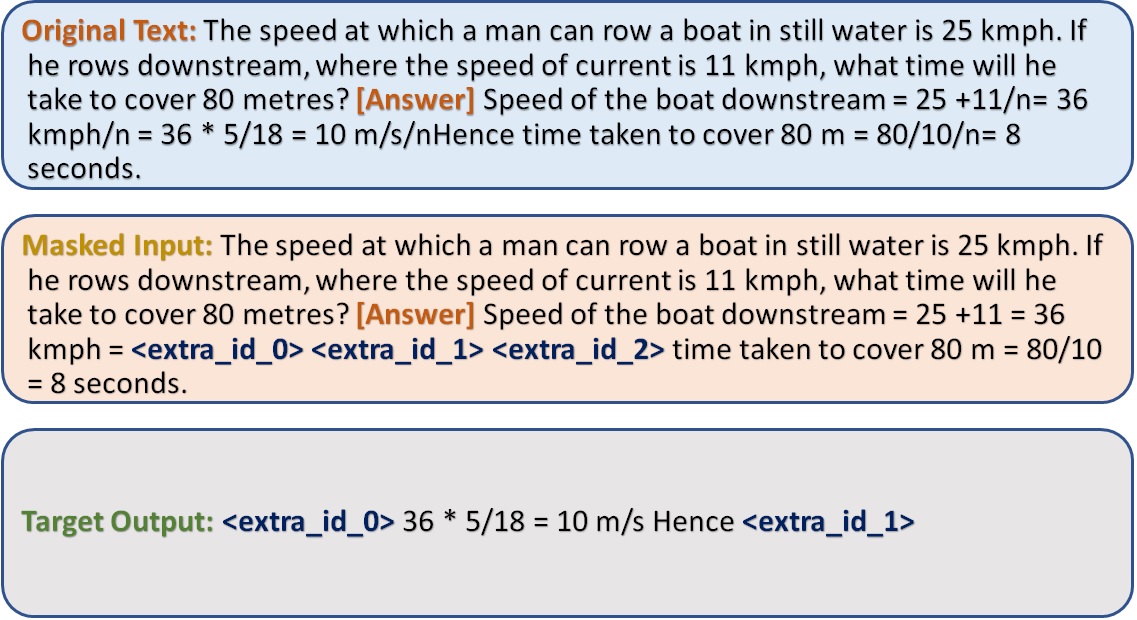 Original Text: The speed at which a man can row a boat in still water is 25 kmph. If
he rows downstream, where the speed of current is 11 kmph, what time will he
take to cover 80 metres? [Answer] Speed of the boat downstream = 25 +11/n= 36
kmph/n = 36 * 5/18 = 10 m/s/nHence time taken to cover 80 m = 80/10/n= 8
seconds.
Masked Input: The speed at which a man can row a boat in still water is 25 kmph. If
he rows downstream, where the speed of current is 11 kmph, what time will he
take to cover 80 metres? [Answer] Speed of the boat downstream = 25 +11 = 36
kmph = <extra_id_0> <extra_id_1> <extra_id_2> time taken to cover 80 m = 80/10
= 8 seconds.
Target Output: <extra_id_0> 36 * 5/18 = 10 m/s Hence <extra_id_1>